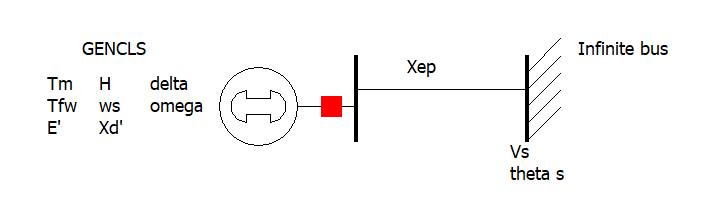 GENCLS
Tm H delta
Tfw ws omega
E' Xd'
Xep
Infinite bus
Vs
theta s